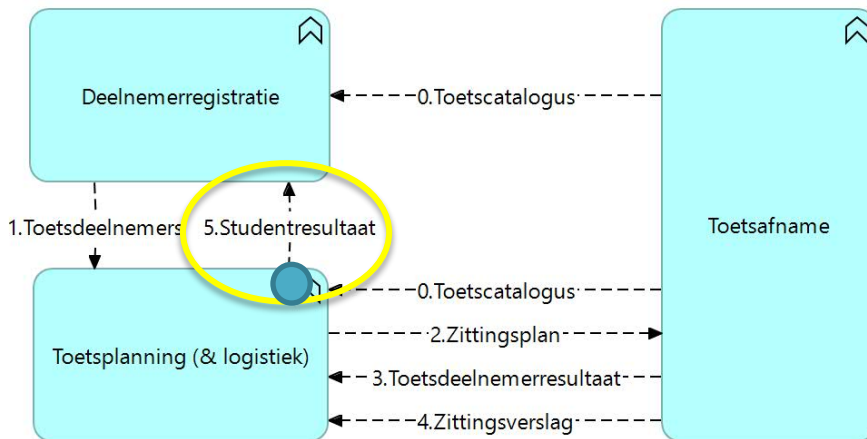 Deelnemerregistratie
0.Toetscatalogus
1.Toetsdeelnemers
5.Studentresultaat
Toetsafname
0.Toetscatalogus
2.Zittingsplan
Toetsplanning (& logistiek)
3.Toetsdeelnemerresultaat
4.Zittingsverslag